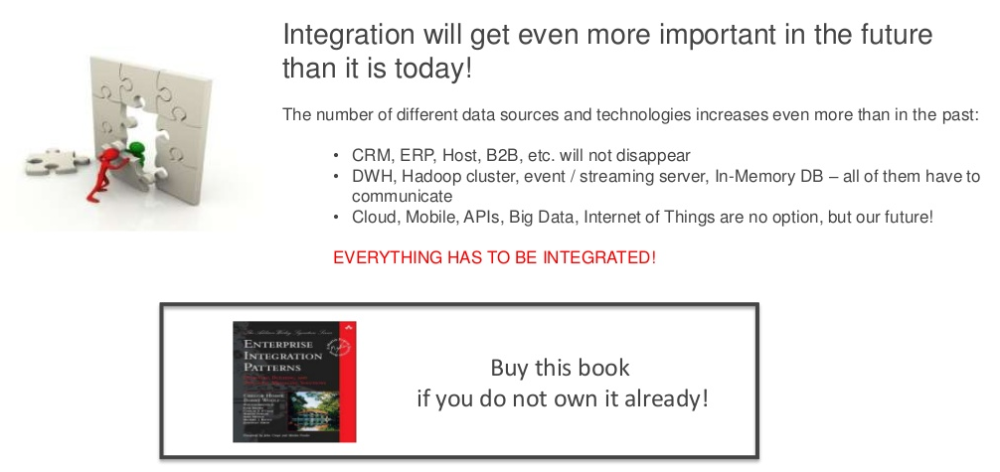 Integration will get even more important in the future
than it is today!
The number of different data sources and technologies increases even more than in the past:
• CRM, ERP, Host, B2B, etc. will not disappear
• DWH, Hadoop cluster, event / streaming server, In-Memory DB – all of them have to
communicate
• Cloud, Mobile, APIs, Big Data, Internet of Things are no option, but our future!
EVERYTHING HAS TO BE INTEGRATED!
ENTERPRISE
INTEGRATION
PATTERNS
Buy this book
if you do not own it already!